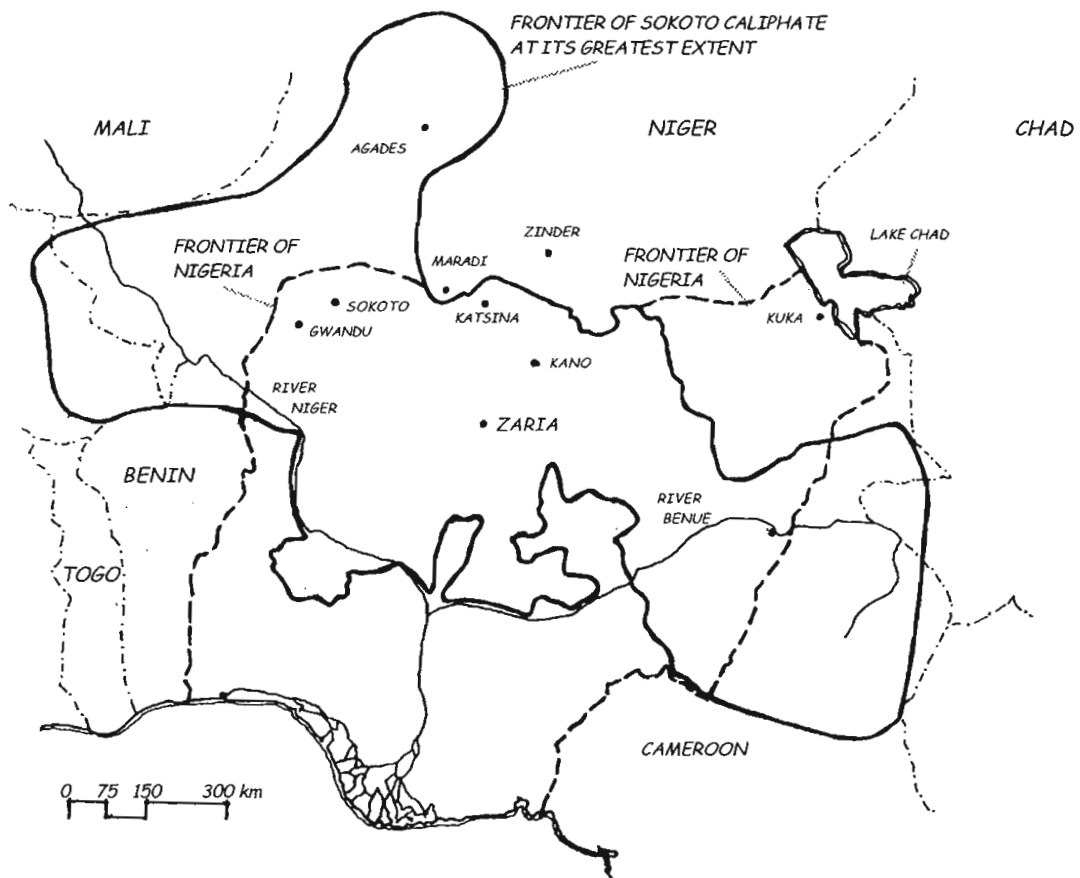 FRONTIER OF SOKOTO CALIPHATE
AT ITS GREATEST EXTENT
MALI
NIGER
CHAD
AGADES
ZINDER
LAKE CHAD
FRONTIER OF
NIGERIA
MARADI
FRONTIER OF
NIGERIA
SOKOTO
KATSINA
KUKA
GWANDU
KANO
RIVER
NIGER
ZARIA
BENIN
RIVER
BENUE
TOGO
CAMEROON
0 75 150 300 km